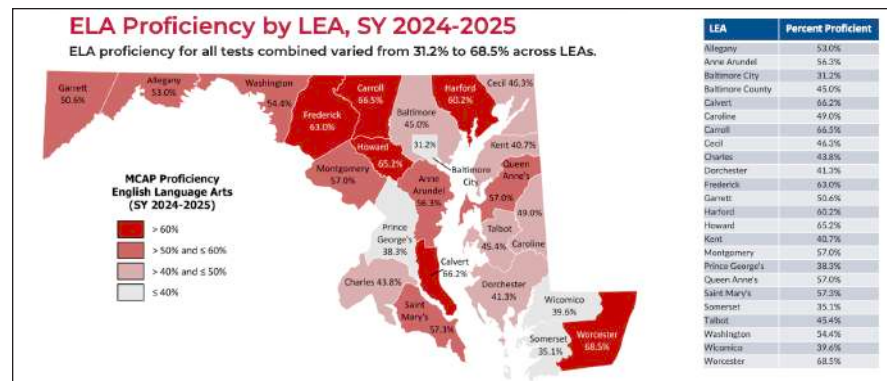 ELA Proficiency by LEA, SY 2024-2025
ELA proficiency for all tests combined varied from 31.2% to 68.5% across LEAs.
Garrett
50.6%
Allegany
53.0%
Washington
54.4%
Frederick
63.0%
Carroll
66.5%
Baltimore
45.0%
Harford
60.2%
Cecil 46.3%
31.2%
Baltimore
City
Howard
65.2%
Montgomery
57.0%
Anne
Arundel
56.3%
Kent 40.7%
Queen
Anne's
57.0%
49.0%
Caroline
Talbot
45.4%
Prince
George's
38.3%
Calvert
66.2%
Charles 43.8%
Saint
Mary's
57.3%
Dorchester
41.3%
Wicomico
39.6%
Somerset
35.1%
Worcester
68.5%
MCAP Proficiency
English Language Arts
(SY 2024-2025)
> 60%
> 50% and ≤ 60%
> 40% and ≤ 50%
≤ 40%
LEA Percent Proficient
Allegany 53.0%
Anne Arundel 56.3%
Baltimore City 31.2%
Baltimore County 45.0%
Calvert 66.2%
Caroline 49.0%
Carroll 66.5%
Cecil 46.3%
Charles 43.8%
Dorchester 41.3%
Frederick 63.0%
Garrett 50.6%
Harford 60.2%
Howard 65.2%
Kent 40.7%
Montgomery 57.0%
Prince George's 38.3%
Queen Anne's 57.0%
Saint Mary's 57.3%
Somerset 35.1%
Talbot 45.4%
Washington 54.4%
Wicomico 39.6%
Worcester 68.5%